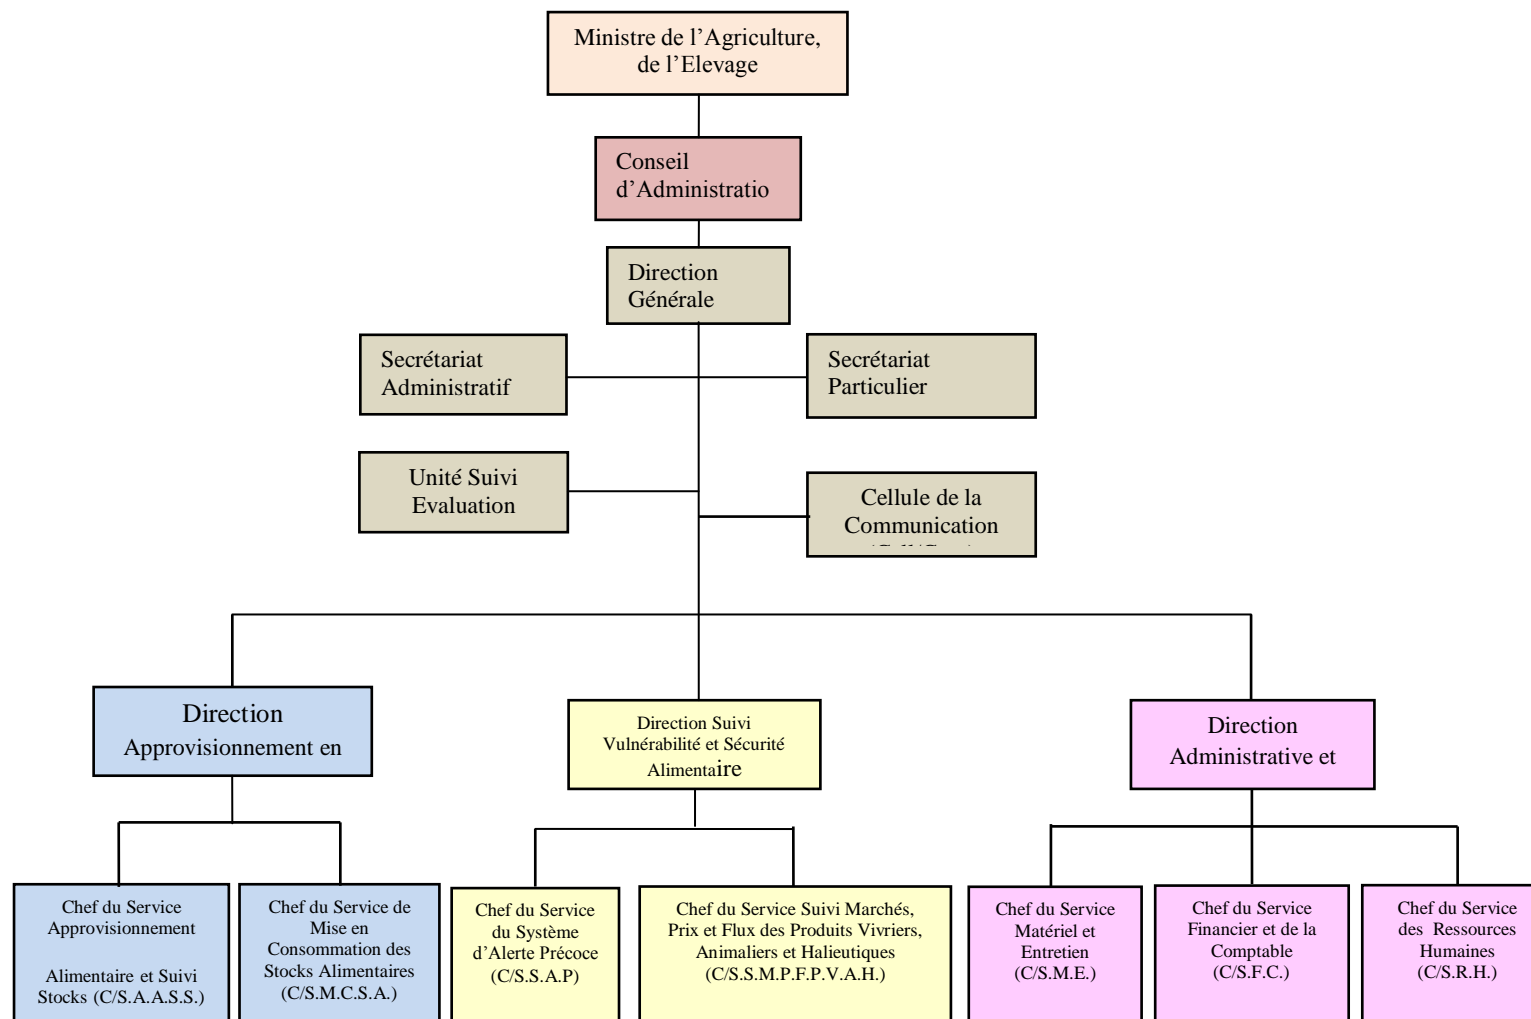 Ministre de l’Agriculture,
de l’Elevage
Conseil
d’Administratio
Direction
Générale
Secrétariat
Administratif
Secrétariat
Particulier
Unité Suivi
Evaluation
Cellule de la
Communication
Direction
Approvisionnement en
Direction Suivi
Vulnérabilité et Sécurité
Alimentaire
Direction
Administrative et
Chef du Service
Approvisionnement
Alimentaire et Suivi
Stocks (C/S.A.A.S.S.)
Chef du Service de
Mise en
Consommation des
Stocks Alimentaires
(C/S.M.C.S.A.)
Chef du Service
du Système
d’Alerte Précoce
(C/S.S.A.P)
Chef du Service Suivi Marchés,
Prix et Flux des Produits Vivriers,
Animaliers et Halieutiques
(C/S.S.M.P.F.P.V.A.H.)
Chef du Service
Matériel et
Entretien
(C/S.M.E.)
Chef du Service
Financier et de la
Comptable
(C/S.F.C.)
Chef du Service
des Ressources
Humaines
(C/S.R.H.)